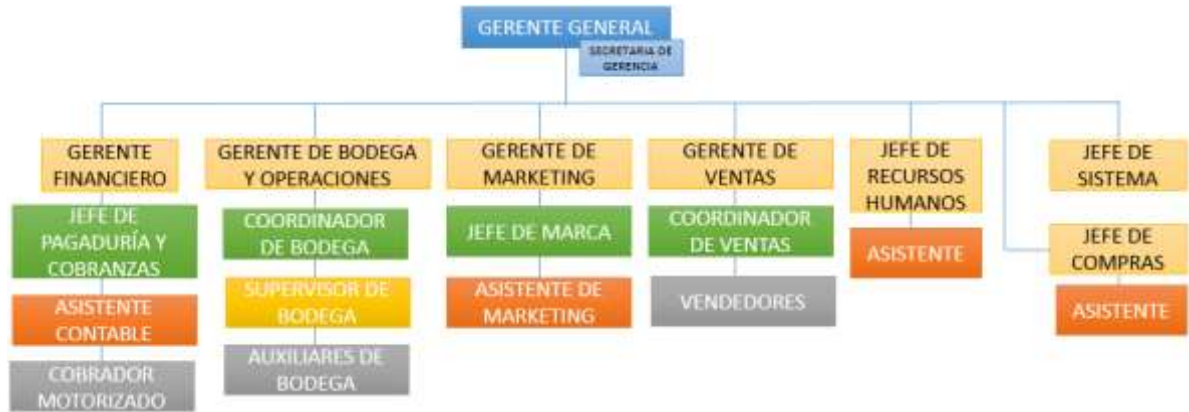 GERENTE GENERAL
SECRETARIA DE
GERENCIA
GERENTE
FINANCIERO
JEFE DE
PAGADURÍA Y
COBRANZAS
ASISTENTE
CONTABLE
COBRADOR
MOTORIZADO
GERENTE DE BODEGA
Y OPERACIONES
COORDINADOR
DE BODEGA
SUPERVISOR DE
BODEGA
AUXILIARES DE
BODEGA
GERENTE DE
MARKETING
JEFE DE MARCA
ASISTENTE DE
MARKETING
GERENTE DE
VENTAS
COORDINADOR
DE VENTAS
VENDEDORES
JEFE DE
RECURSOS
HUMANOS
ASISTENTE
JEFE DE
SISTEMA
JEFE DE
COMPRAS
ASISTENTE